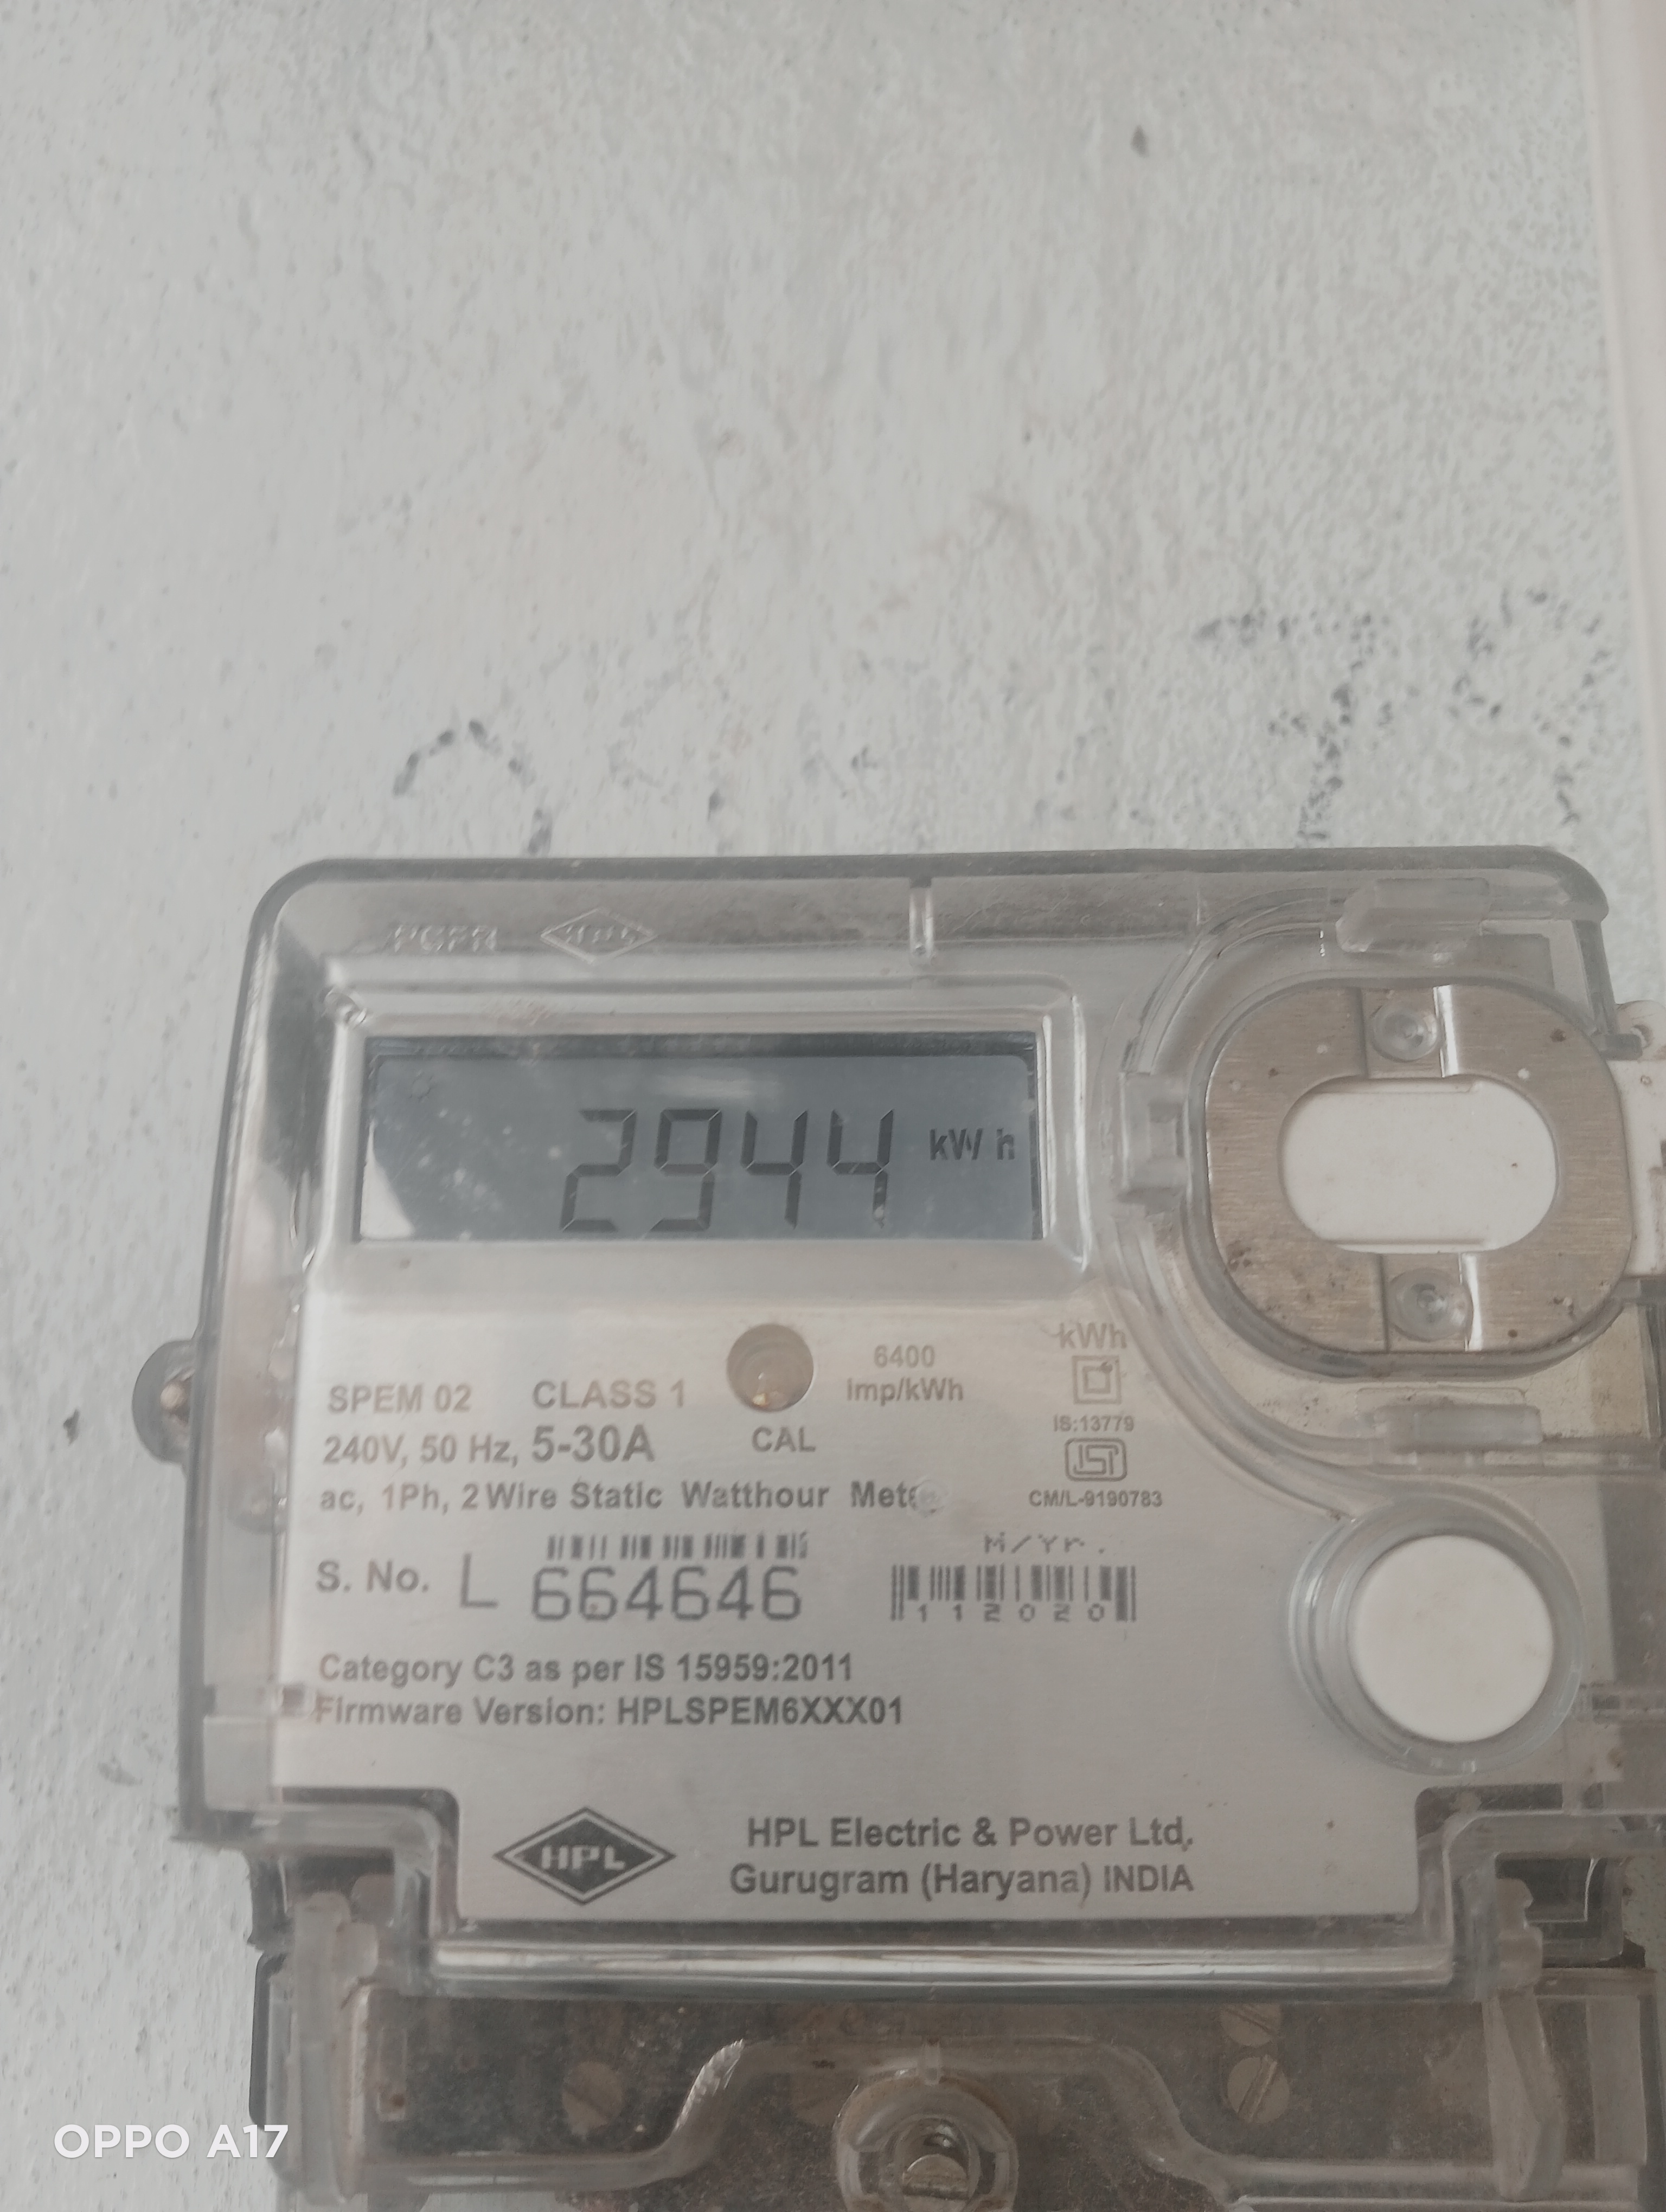 HPL
2944 kWh
SPEM 02 CLASS 1
240V, 50 Hz, 5-30A
CAL
6400
imp/kWh
kWh
IS:13779
ISI
CM/L-9190783
ac, 1Ph, 2 Wire Static Watthour
S. No. L 664646
M/Yr.
112020
Category C3 as per IS 15959:2011
Firmware Version: HPLSPEM6XXX01
HPL
HPL Electric & Power Ltd.
Gurugram (Haryana) INDIA
OPPO A17